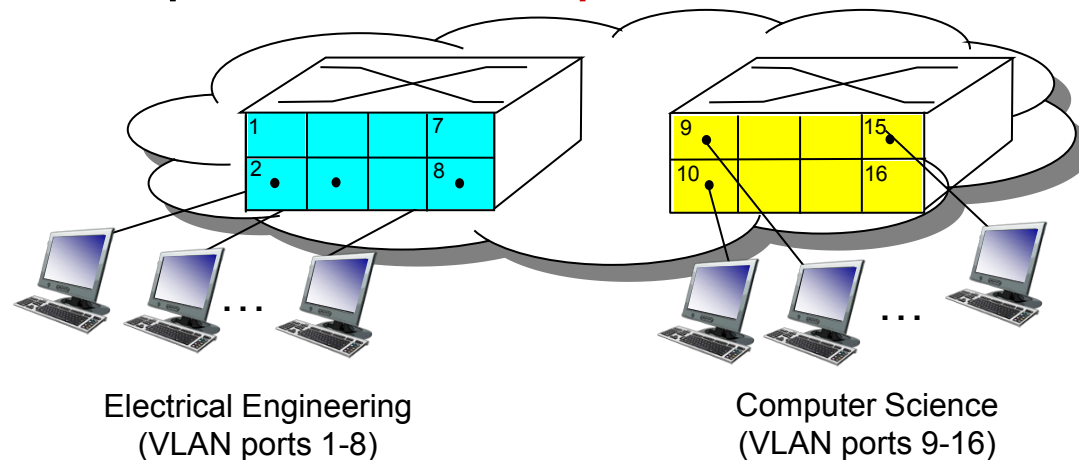 1
7
2
8
9
15
10
16
...
...
Electrical Engineering
(VLAN ports 1-8)
Computer Science
(VLAN ports 9-16)